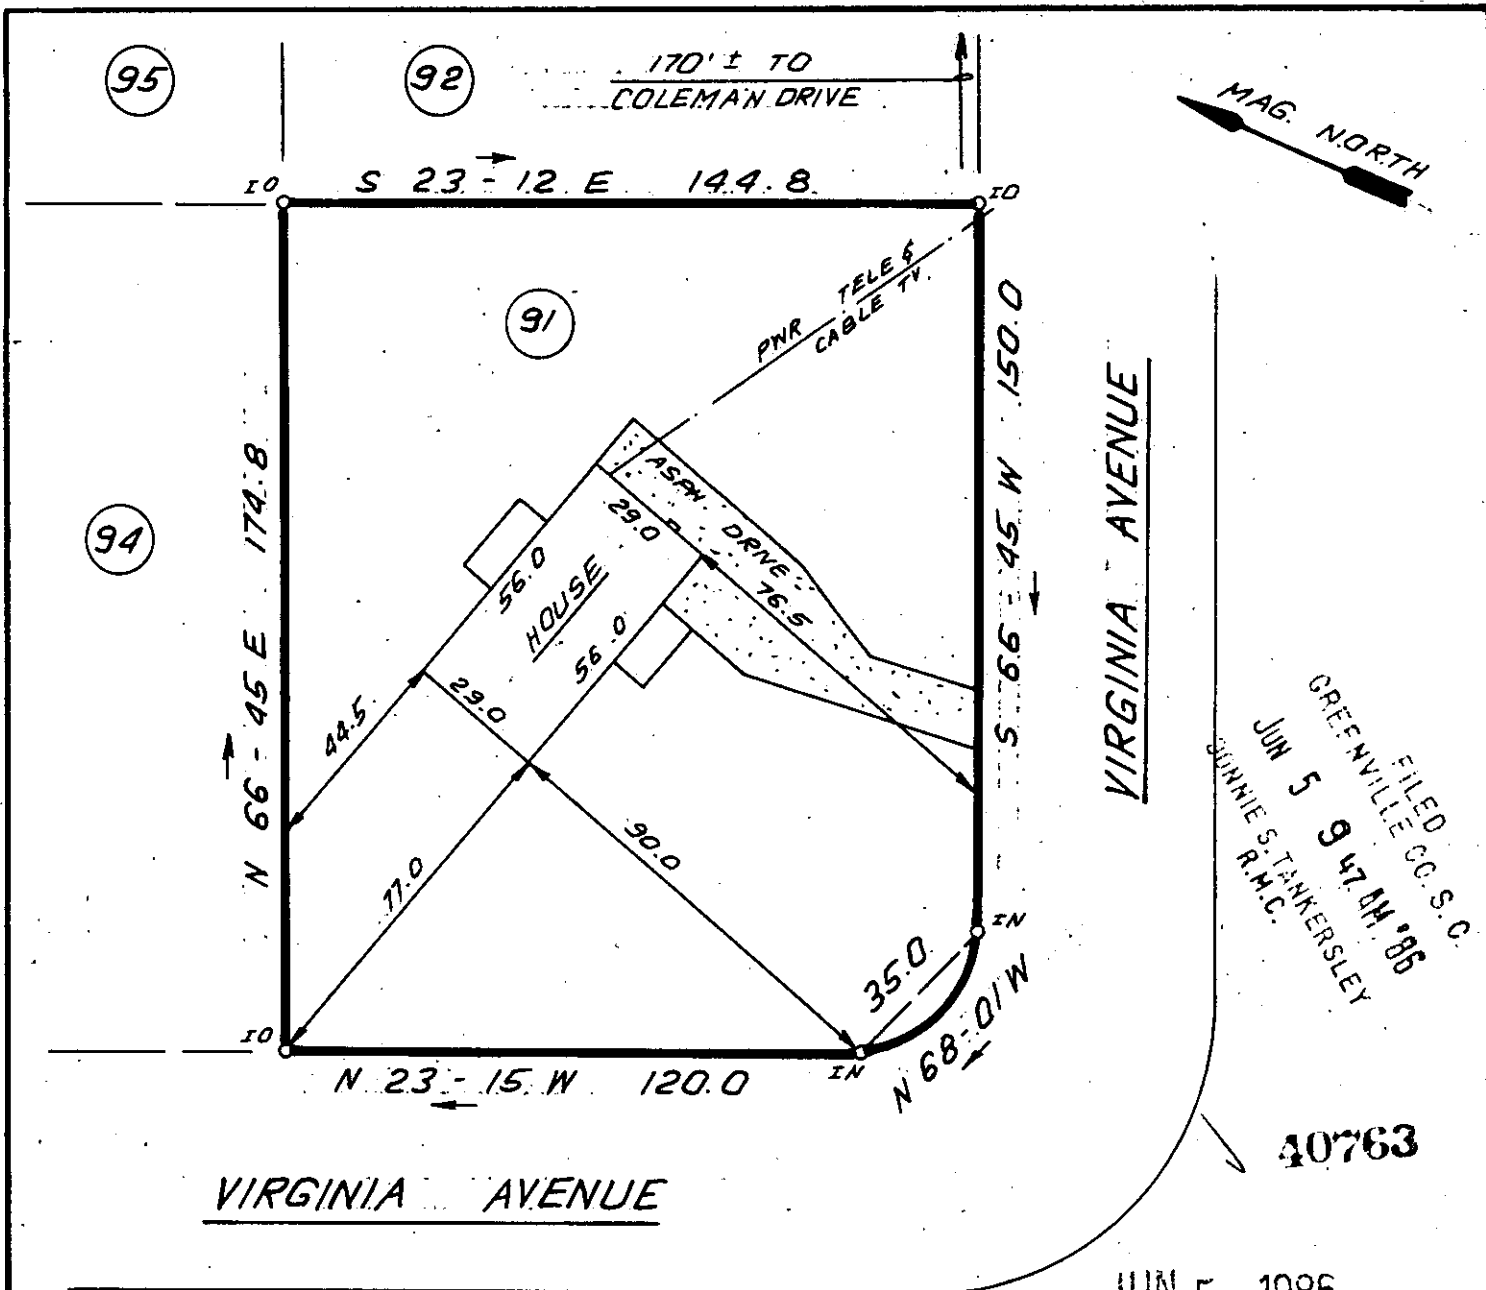 95
92
170' ± TO
COLEMAN DRIVE
MAG. NORTH
IO
S 23-12 E 144.8
IO
91
PWR
TELE &
CABLE TV.
S 66-45 W 150.0
VIRGINIA AVENUE
N 66-45 E 174.8
94
ASPH. DRIVE
29.0
56.0
HOUSE
56.0
76.5
29.0
44.5
77.0
90.0
FILED
GREENVILLE CO. S. C.
JUN 5 9 47 AM '86
DONNIE S. TANKERSLEY
R.M.C.
IN
35.0
N 68-01 W
IO
IN
N 23-15 W 120.0
40763
VIRGINIA AVENUE
JUN 5 1986